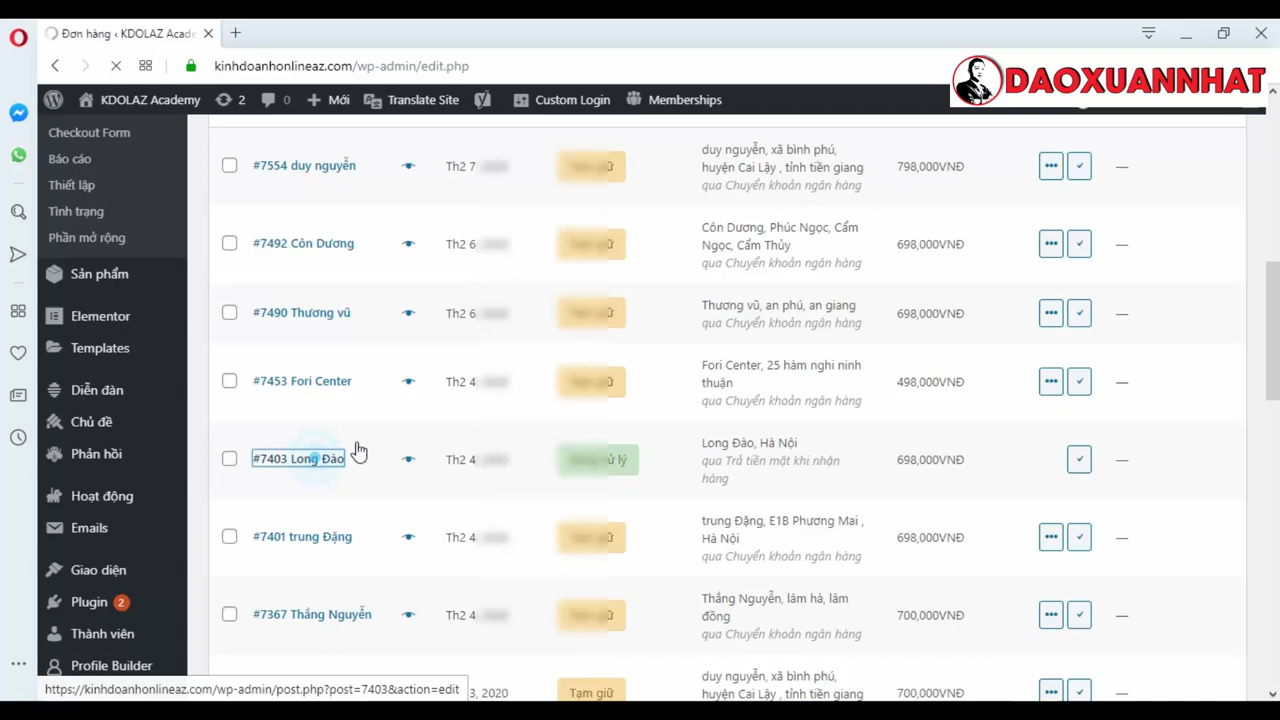 Đơn hàng ‹ KDOLAZ Acade
kinhdoanhonlineaz.com/wp-admin/edit.php
DAOXUANNHAT
KDOLAZ Academy
2
0
Mới
Translate Site
Custom Login
Memberships
Checkout Form
Báo cáo
Thiết lập
Tình trạng
Phần mở rộng
Sản phẩm
Elementor
Templates
Diễn đàn
Chủ đề
Phản hồi
Hoạt động
Emails
Giao diện
Plugin 2
Thành viên
Profile Builder
#7554 duy nguyễn
Th2 7
duy nguyễn, xã bình phú,
huyện Cai Lậy , tỉnh tiền giang
qua Chuyển khoản ngân hàng
798,000VNĐ
—
#7492 Côn Dương
Th2 6
Côn Dương, Phúc Ngọc, Cẩm
Ngọc, Cẩm Thủy
qua Chuyển khoản ngân hàng
698,000VNĐ
—
#7490 Thương vũ
Th2 6
Thương vũ, an phú, an giang
qua Chuyển khoản ngân hàng
698,000VNĐ
—
#7453 Fori Center
Th2 4
Fori Center, 25 hàm nghi ninh
thuận
qua Chuyển khoản ngân hàng
498,000VNĐ
—
#7403 Long Đào
Th2 4
lý
Long Đào, Hà Nội
qua Trả tiền mặt khi nhận
hàng
698,000VNĐ
—
#7401 trung Đặng
Th2 4
trung Đặng, E1B Phương Mai ,
Hà Nội
qua Chuyển khoản ngân hàng
698,000VNĐ
—
#7367 Thắng Nguyễn
Th2 4
Thắng Nguyễn, lâm hà, lâm
đồng
qua Chuyển khoản ngân hàng
700,000VNĐ
—
3, 2020
Tạm giữ
duy nguyễn, xã bình phú,
huyện Cai Lậy , tỉnh tiền giang
700,000VNĐ
—
https://kinhdoanhonlineaz.com/wp-admin/post.php?post=7403&action=edit